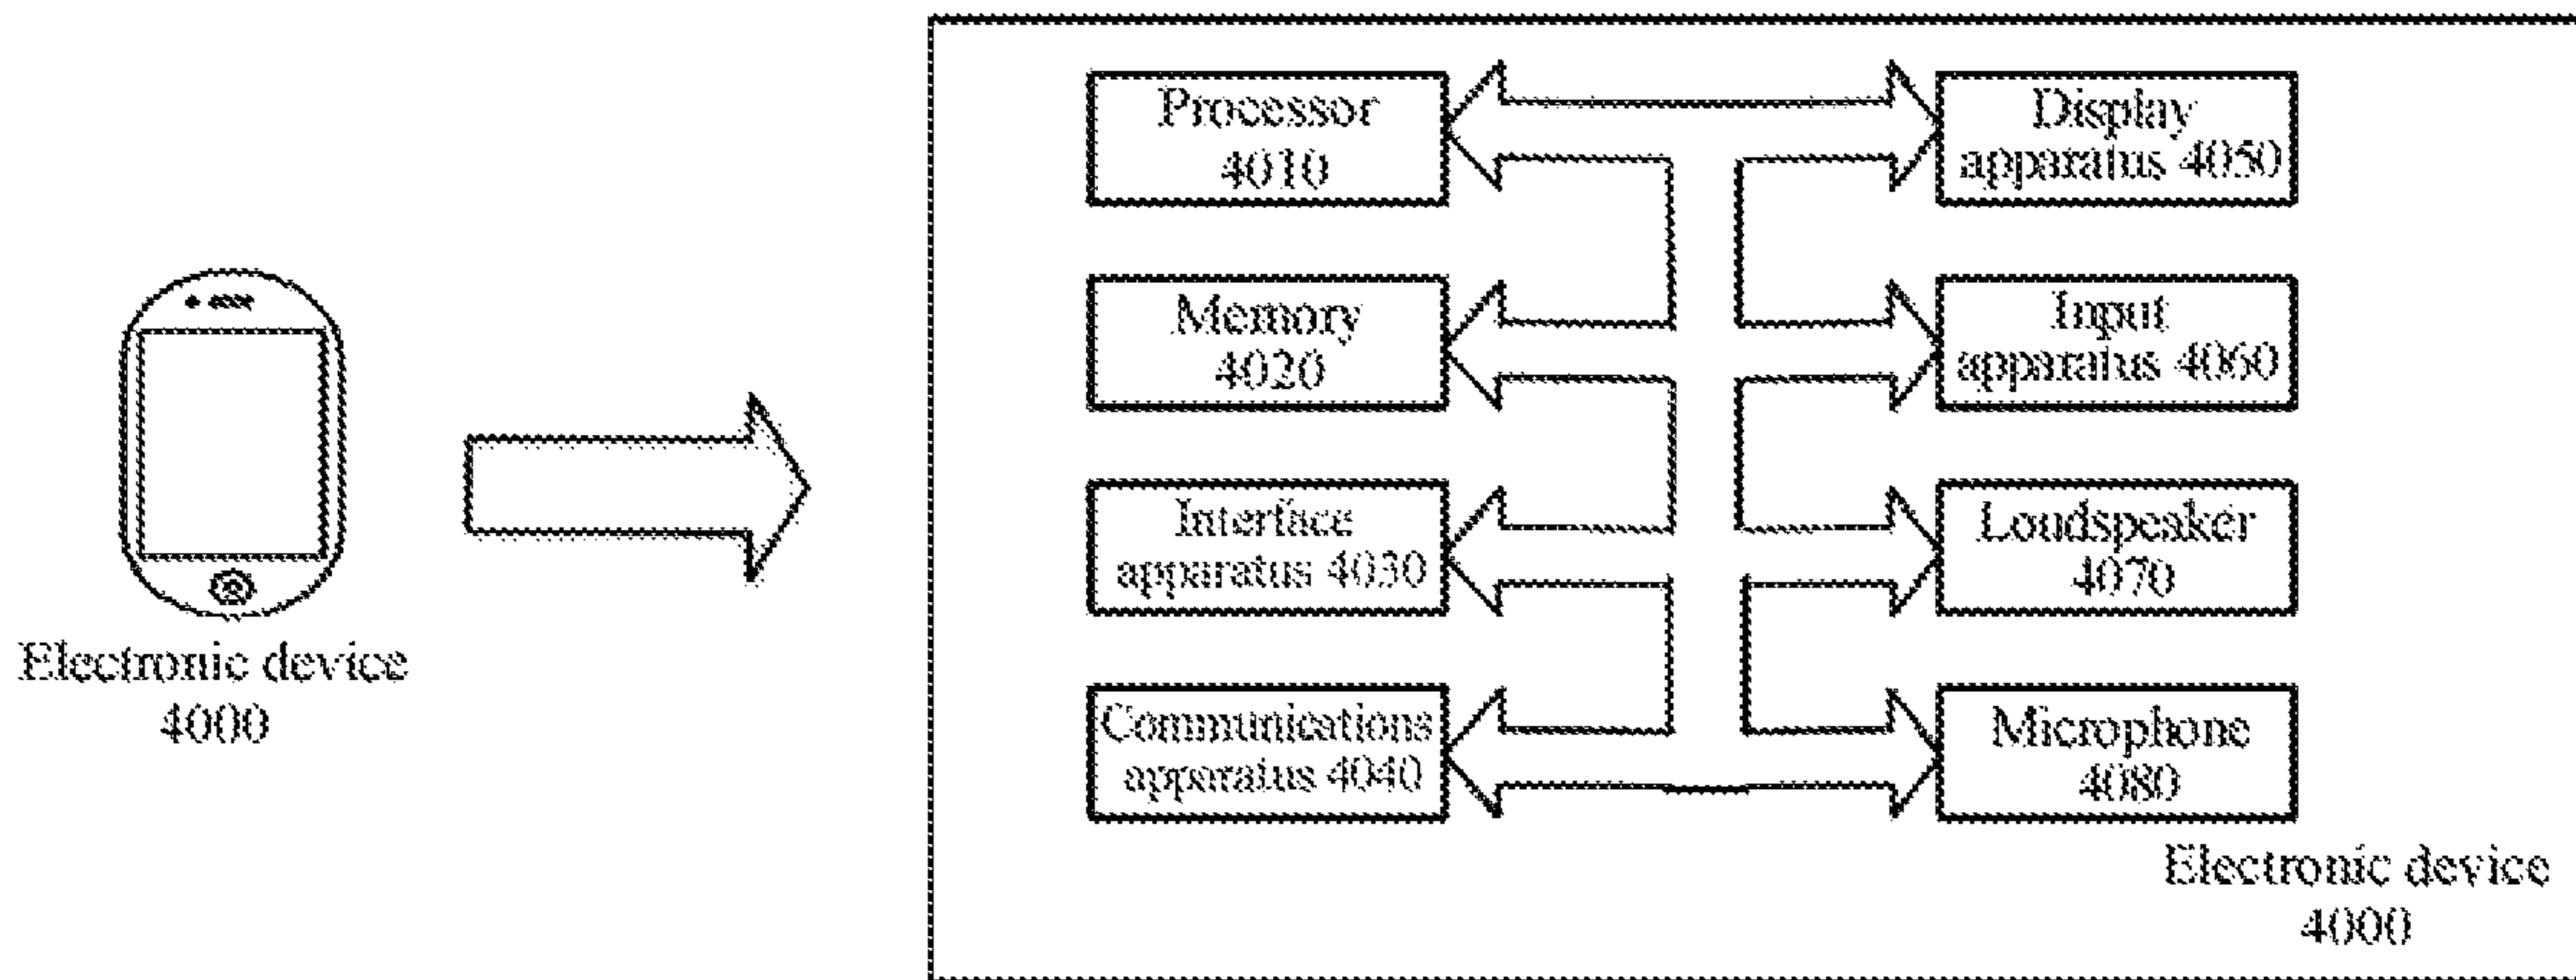 Electronic device
4000
Processor
4010
Display
apparatus 4050
Memory
4020
Input
apparatus 4060
Interface
apparatus 4030
Loudspeaker
4070
Communications
apparatus 4040
Microphone
4080
Electronic device
4000